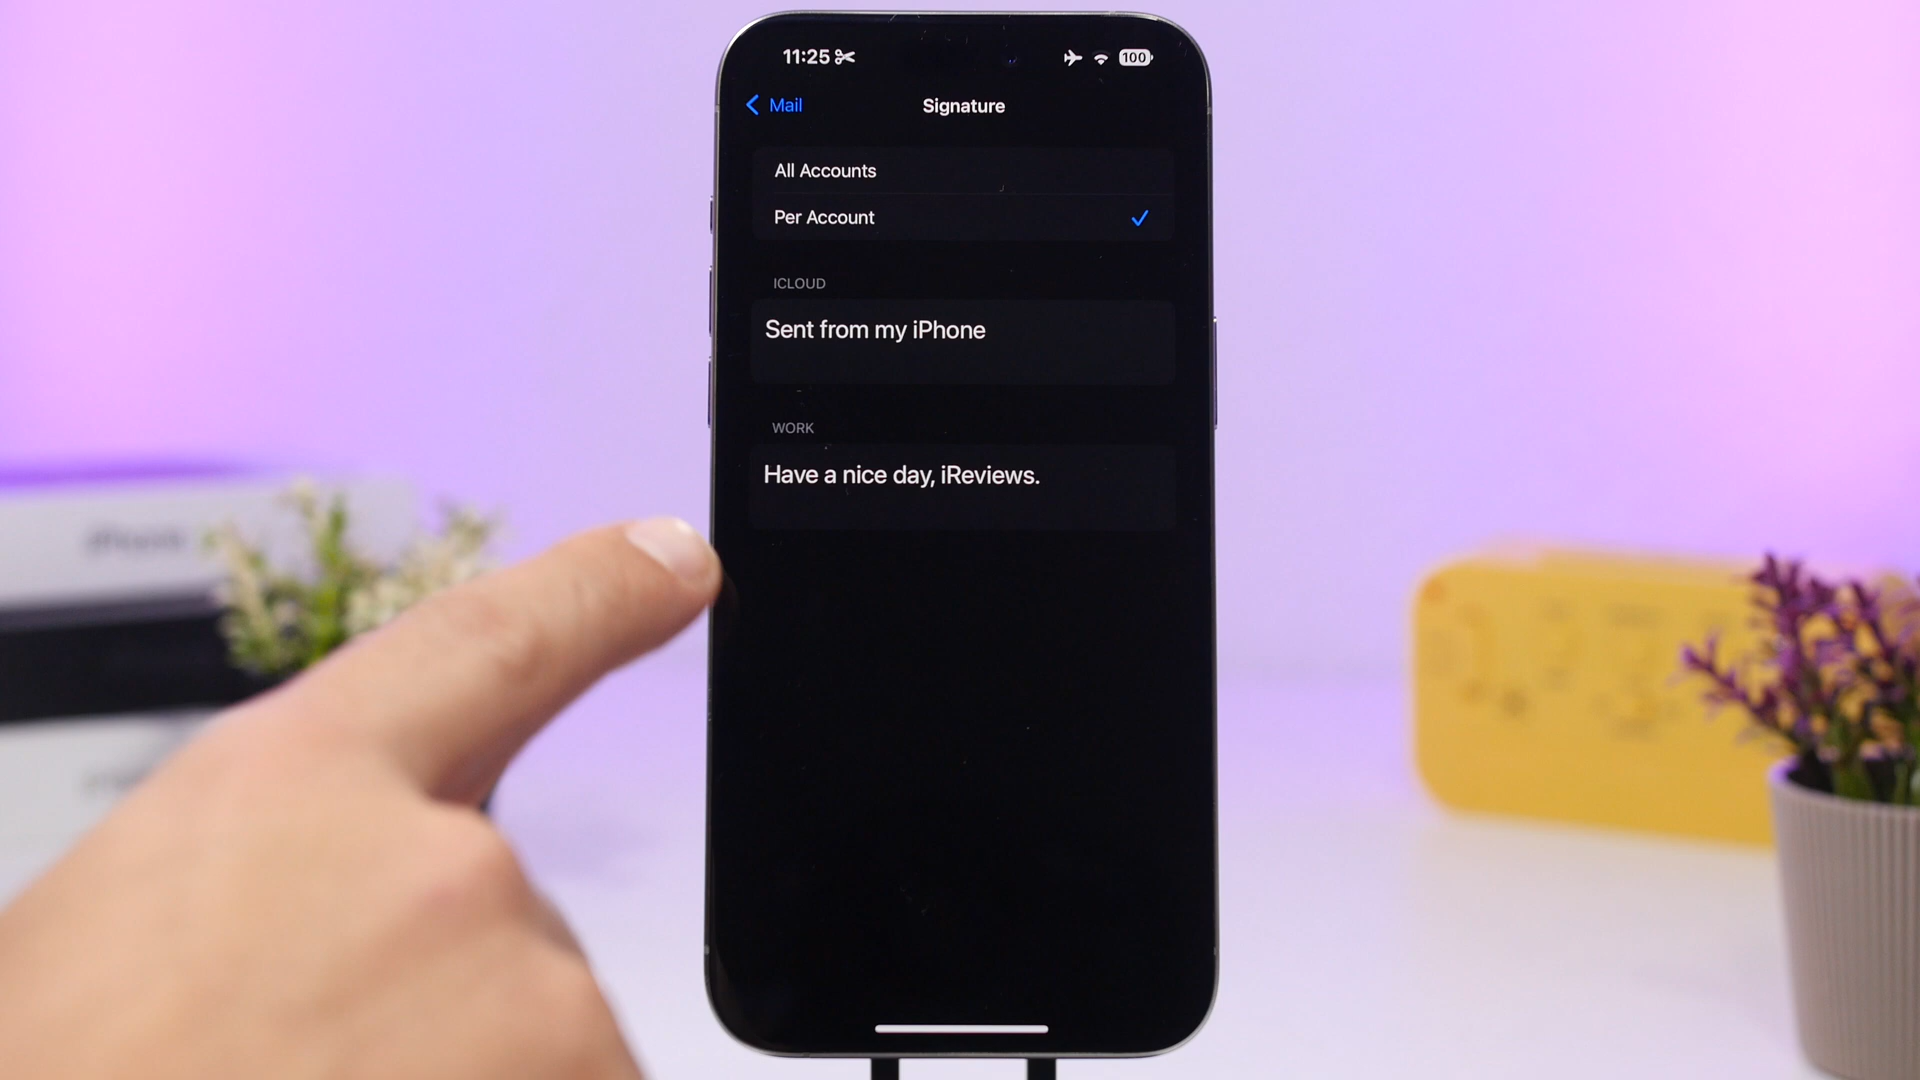 11:25
100
Mail
Signature
All Accounts
Per Account
ICLOUD
Sent from my iPhone
WORK
Have a nice day, iReviews.
iPhone